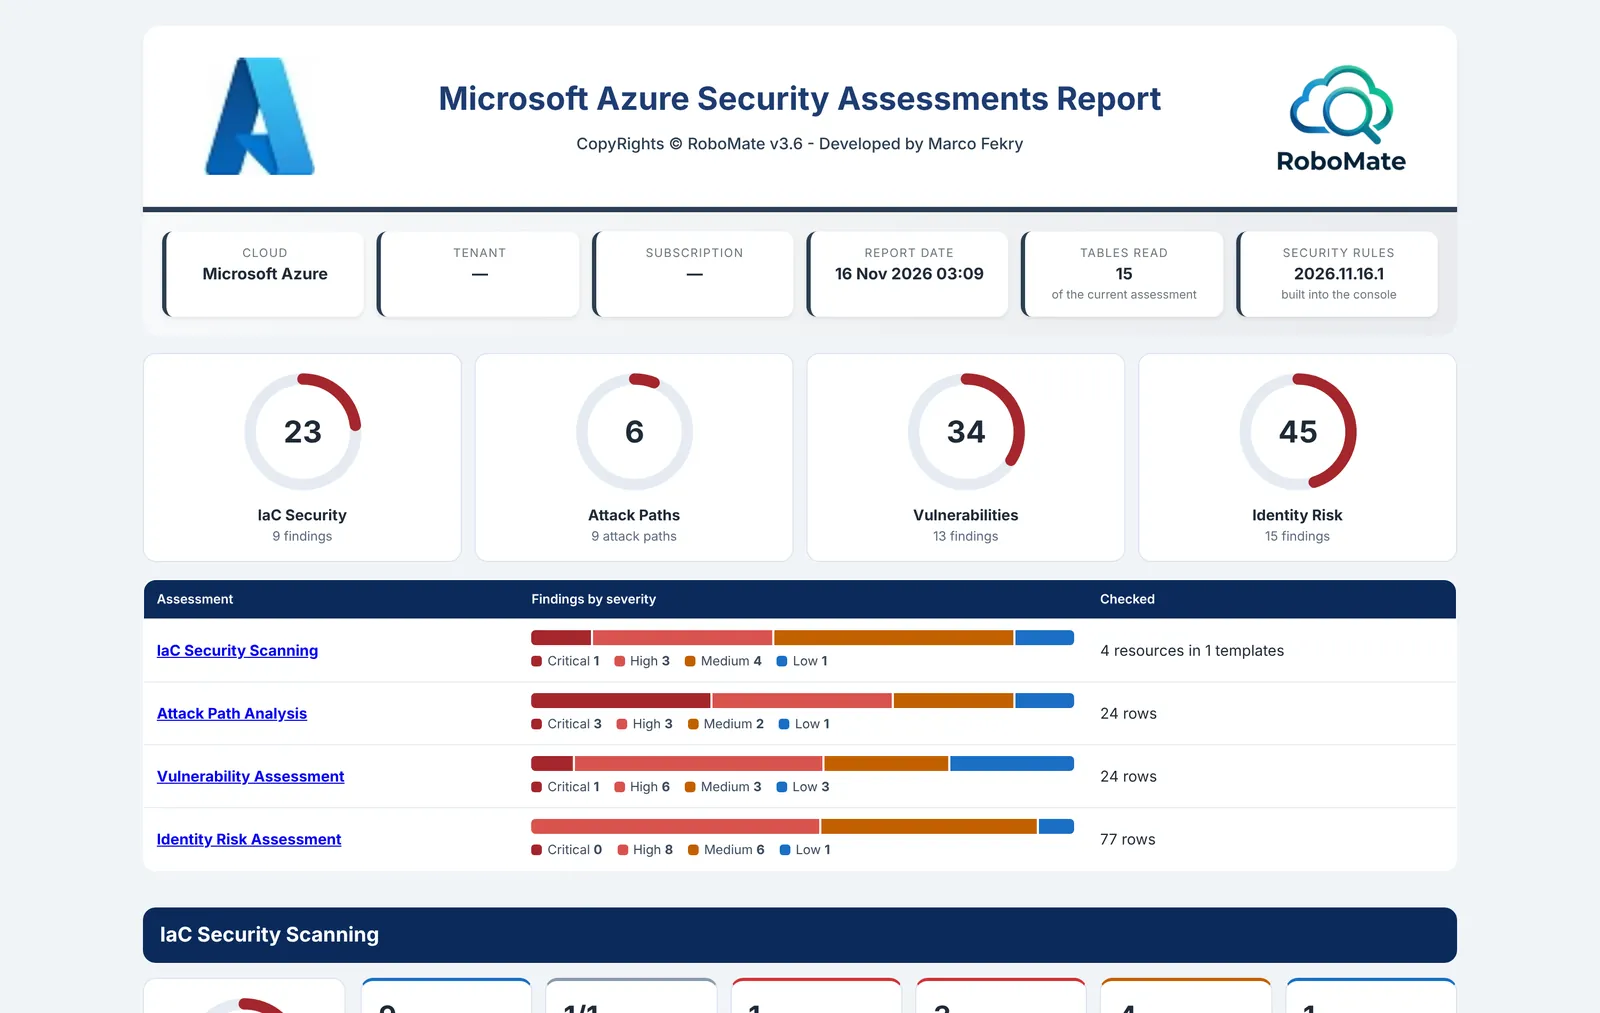 Microsoft Azure Security Assessments Report
CopyRights © RoboMate v3.6 - Developed by Marco Fekry
RoboMate
CLOUD
Microsoft Azure
TENANT
—
SUBSCRIPTION
—
REPORT DATE
16 Nov 2026 03:09
TABLES READ
15
of the current assessment
SECURITY RULES
2026.11.16.1
built into the console
23
IaC Security
9 findings
6
Attack Paths
9 attack paths
34
Vulnerabilities
13 findings
45
Identity Risk
15 findings
Assessment Findings by severity Checked
IaC Security Scanning
Critical 1 High 3 Medium 4 Low 1
4 resources in 1 templates
Attack Path Analysis
Critical 3 High 3 Medium 2 Low 1
24 rows
Vulnerability Assessment
Critical 1 High 6 Medium 3 Low 3
24 rows
Identity Risk Assessment
Critical 0 High 8 Medium 6 Low 1
77 rows
IaC Security Scanning